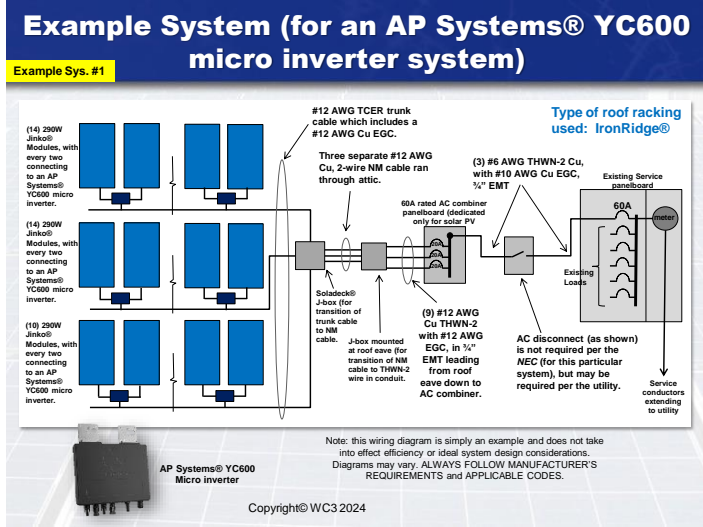 Example System (for an AP Systems® YC600
micro inverter system)
Example Sys. #1
(14) 290W
Jinko®
Modules, with
every two
connecting
to an AP
Systems®
YC600 micro
inverter.
(14) 290W
Jinko®
Modules, with
every two
connecting
to an AP
Systems®
YC600 micro
inverter.
(10) 290W
Jinko®
Modules, with
every two
connecting
to an AP
Systems®
YC600 micro
inverter.
#12 AWG TCER trunk
cable which includes a
#12 AWG Cu EGC.
Three separate #12 AWG
Cu, 2-wire NM cable ran
through attic.
Soladeck®
J-box (for
transition of
trunk cable
to NM
cable.
J-box mounted
at roof eave (for
transition of NM
cable to THWN-2
wire in conduit.
60A rated AC combiner
panelboard (dedicated
only for solar PV
20A
20A
20A
(9) #12 AWG
Cu THWN-2
with #12 AWG
EGC, in ¾”
EMT leading
from roof
eave down to
AC combiner.
Type of roof racking
used: IronRidge®
(3) #6 AWG THWN-2 Cu,
with #10 AWG Cu EGC,
¾” EMT
AC disconnect (as shown)
is not required per the
NEC (for this particular
system), but may be
required per the utility.
Existing Service
panelboard
60A
meter
Existing
Loads
Service
conductors
extending
to utility
AP Systems® YC600
Micro inverter
Note: this wiring diagram is simply an example and does not take
into effect efficiency or ideal system design considerations.
Diagrams may vary. ALWAYS FOLLOW MANUFACTURER’S
REQUIREMENTS and APPLICABLE CODES.
Copyright© WC3 2024